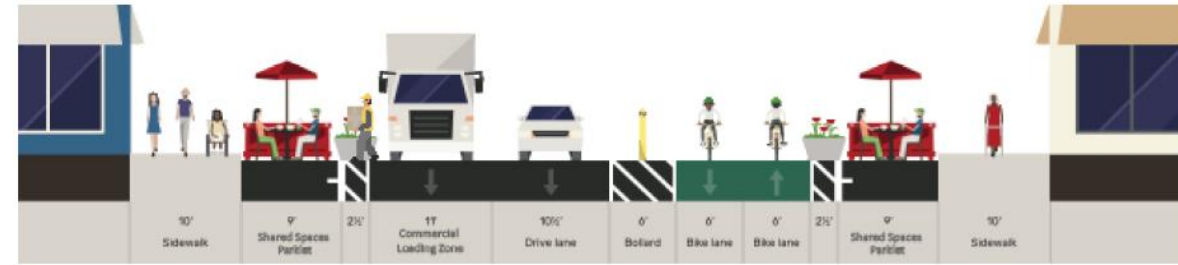 10'
Sidewalk
9'
Shared Spaces
Parklet
2½'
11'
Commercial
Loading Zone
10½'
Drive lane
6'
Bollard
6'
Bike lane
6'
Bike lane
2½'
9'
Shared Spaces
Parklet
10'
Sidewalk